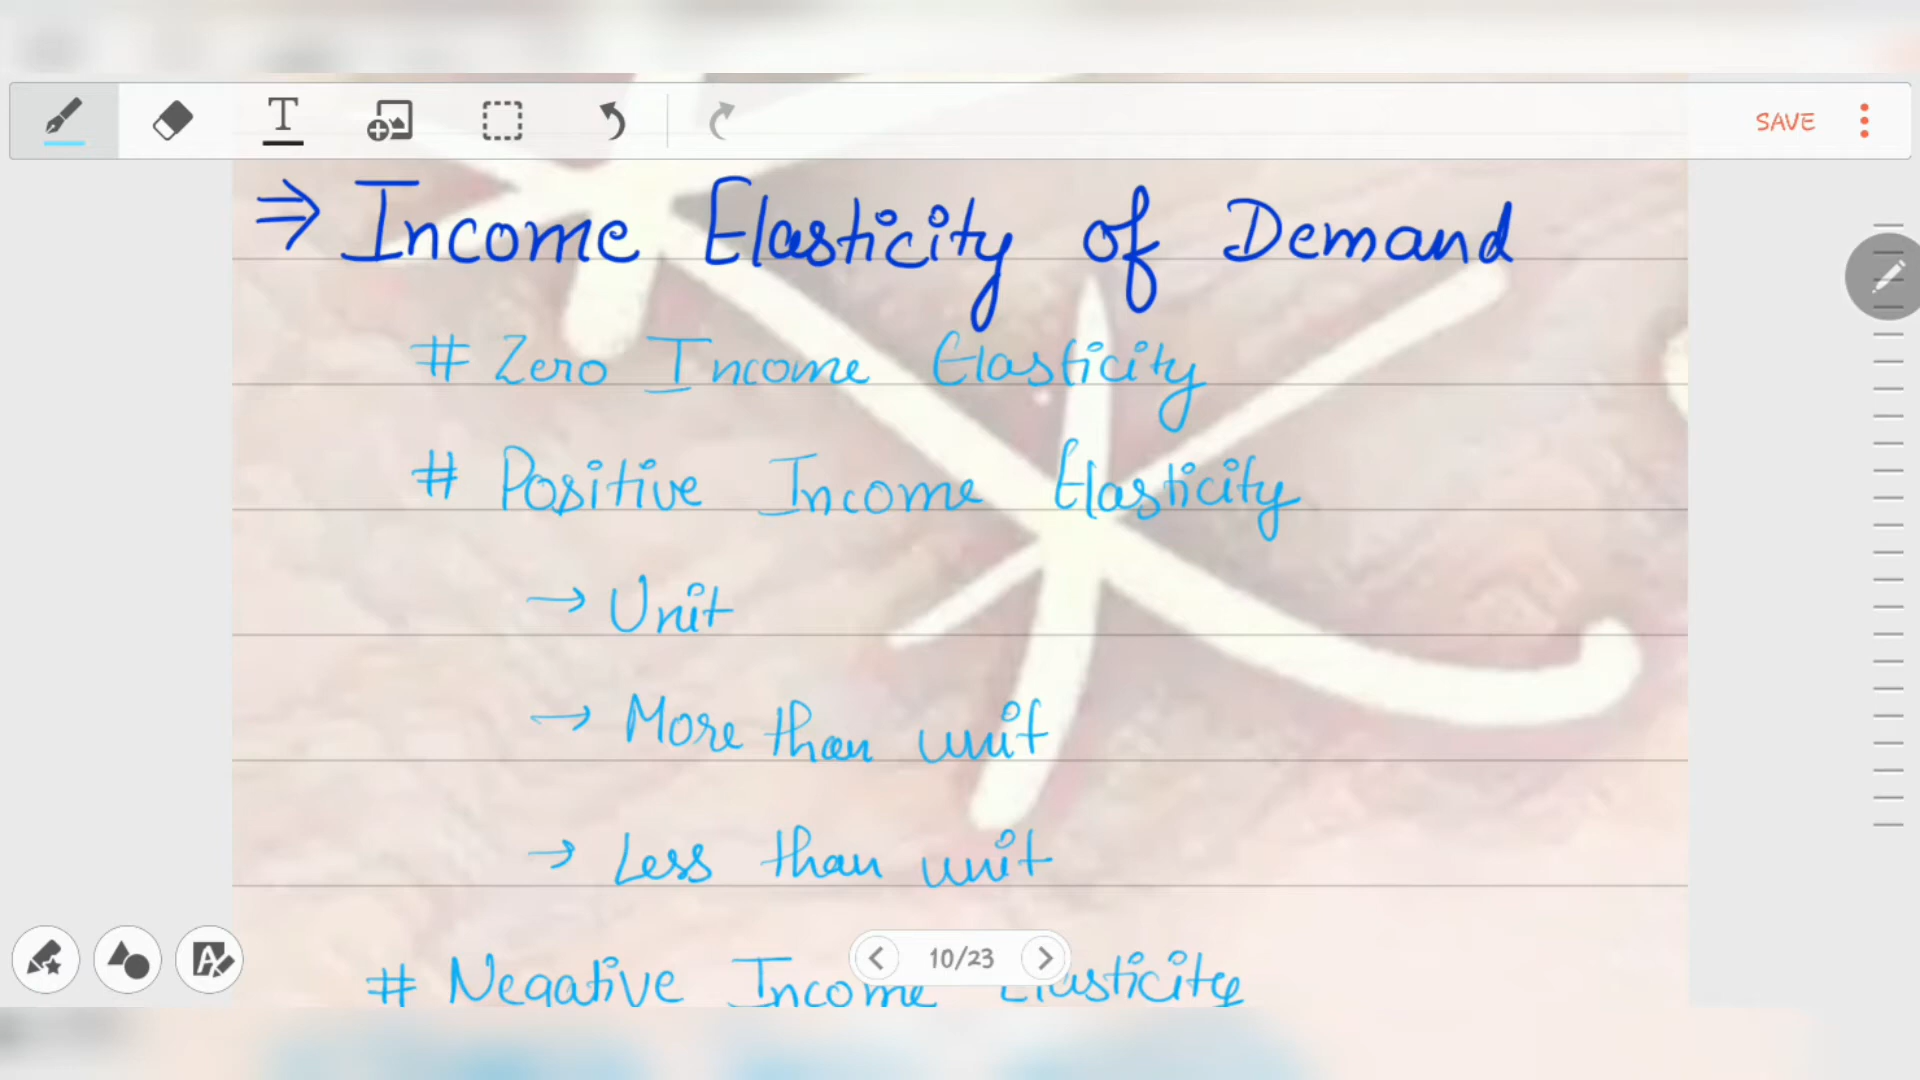 T SAVE
⇒ Income Elasticity of Demand
# Zero Income Elasticity
# Positive Income Elasticity
→ Unit
→ More than unit
→ Less than unit
# Negative Income Elasticity
10/23